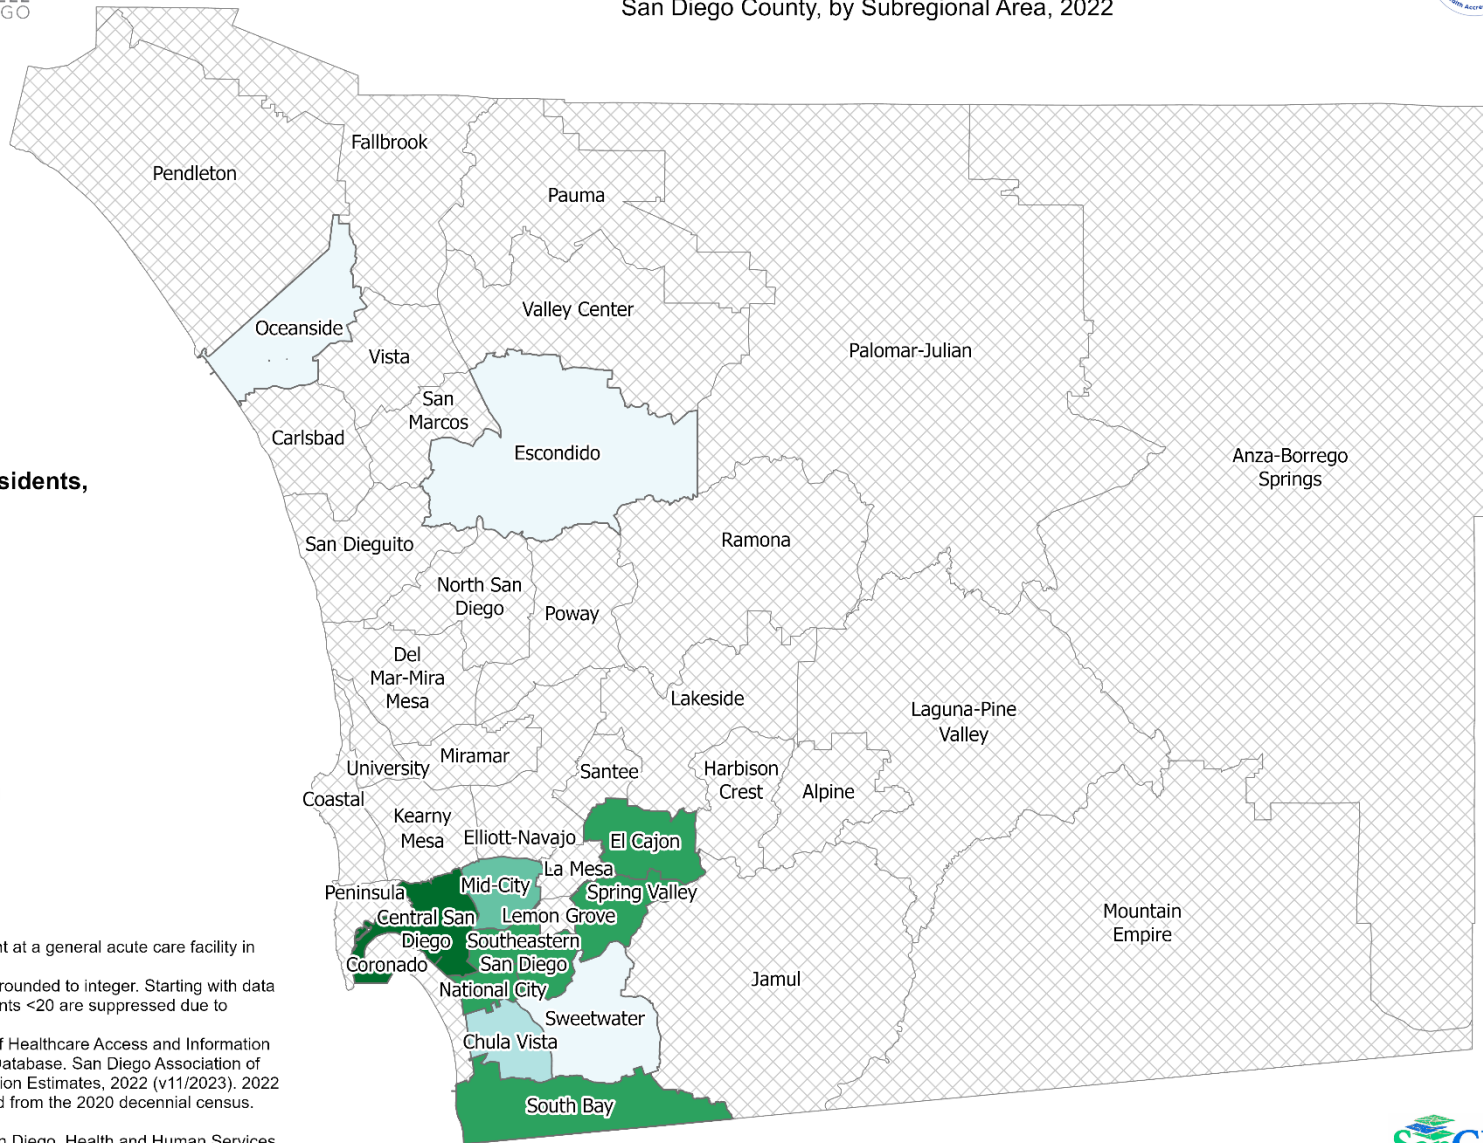 GO
San Diego County, by Subregional Area, 2022
Fallbrook
Pendleton
Pauma
Valley Center
Oceanside
Vista
Palomar-Julian
San
Marcos
Carlsbad
Escondido
Anza-Borrego
Springs
sidents,
San Dieguito
Ramona
North San
Diego
Poway
Del
Mar-Mira
Mesa
Lakeside
Laguna-Pine
Valley
Miramar
University
Santee
Harbison
Crest
Alpine
Coastal
Kearny
Mesa
Elliott-Navajo
El Cajon
La Mesa
Mid-City
Spring Valley
Peninsula
Central San
Diego
Lemon Grove
Mountain
Empire
Southeastern
San Diego
Coronado
Jamul
National City
Sweetwater
Chula Vista
South Bay
nt at a general acute care facility in
rounded to integer. Starting with data
nts <20 are suppressed due to
f Healthcare Access and Information
Database. San Diego Association of
ion Estimates, 2022 (v11/2023). 2022
d from the 2020 decennial census.
n Diego, Health and Human Services